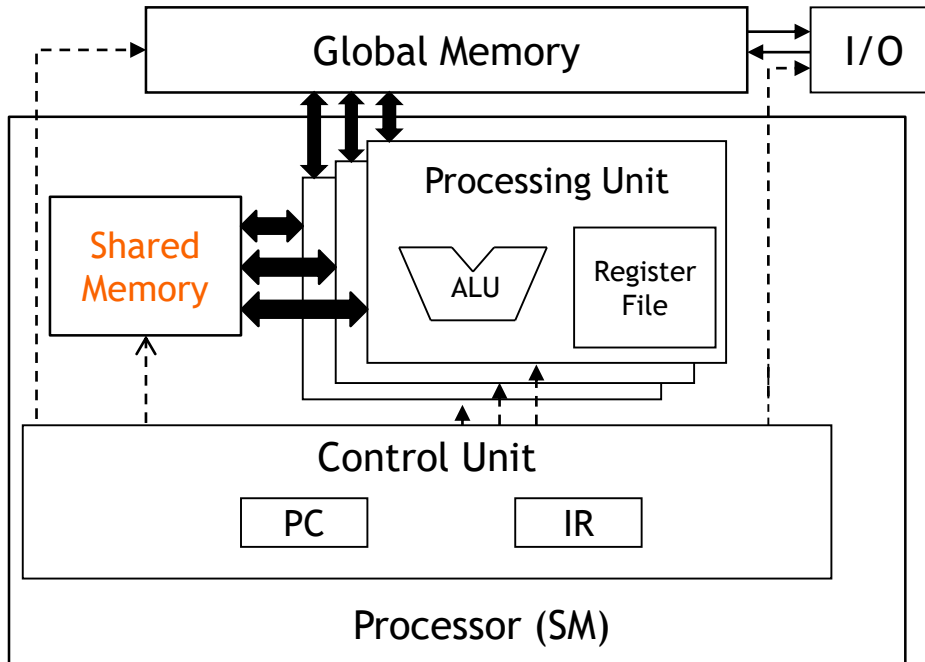 Global Memory
I/O
Processing Unit
Shared
Memory
ALU
Register
File
Control Unit
PC
IR
Processor (SM)